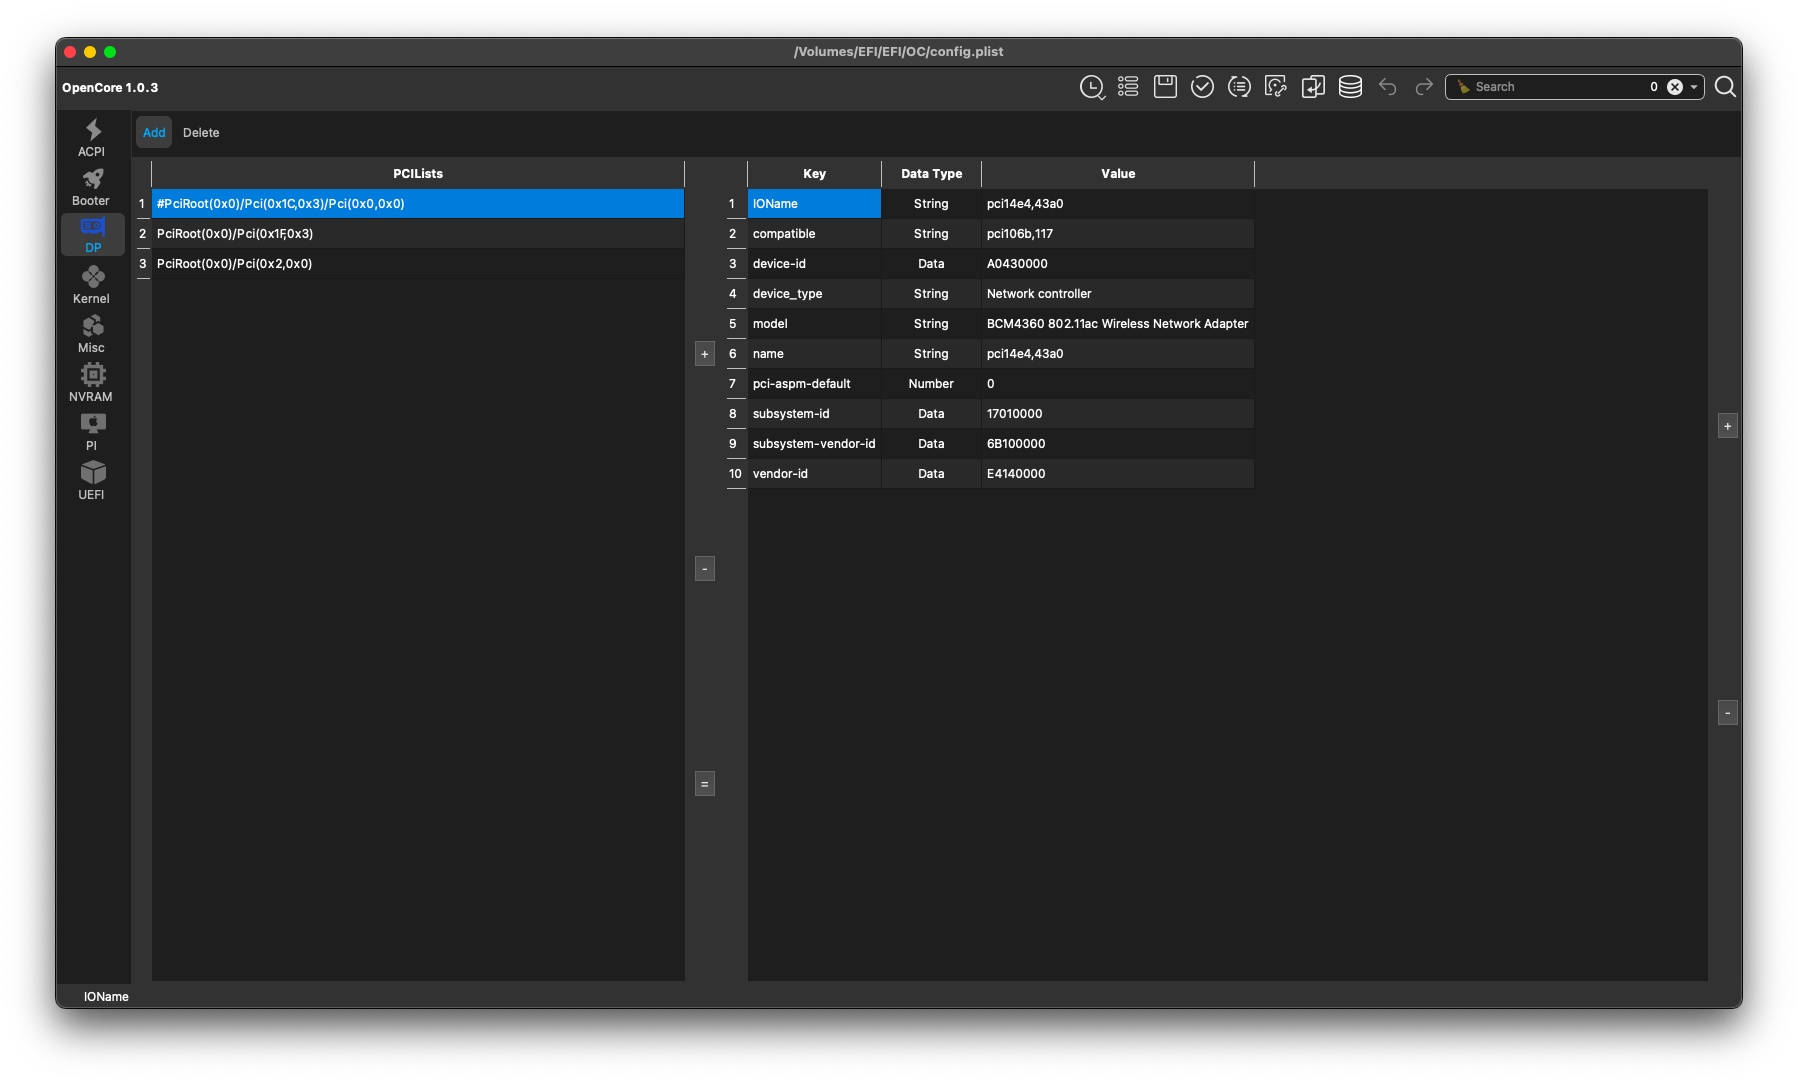 /Volumes/EFI/EFI/OC/config.plist
OpenCore 1.0.3
Search 0
ACPI
Booter
DP
Kernel
Misc
NVRAM
PI
UEFI
Add Delete
PCILists
1 #PciRoot(0x0)/Pci(0x1C,0x3)/Pci(0x0,0x0)
2 PciRoot(0x0)/Pci(0x1F,0x3)
3 PciRoot(0x0)/Pci(0x2,0x0)
+
-
=
Key Data Type Value
1 IOName String pci14e4,43a0
2 compatible String pci106b,117
3 device-id Data A0430000
4 device_type String Network controller
5 model String BCM4360 802.11ac Wireless Network Adapter
6 name String pci14e4,43a0
7 pci-aspm-default Number 0
8 subsystem-id Data 17010000
9 subsystem-vendor-id Data 6B100000
10 vendor-id Data E4140000
+
-
IOName